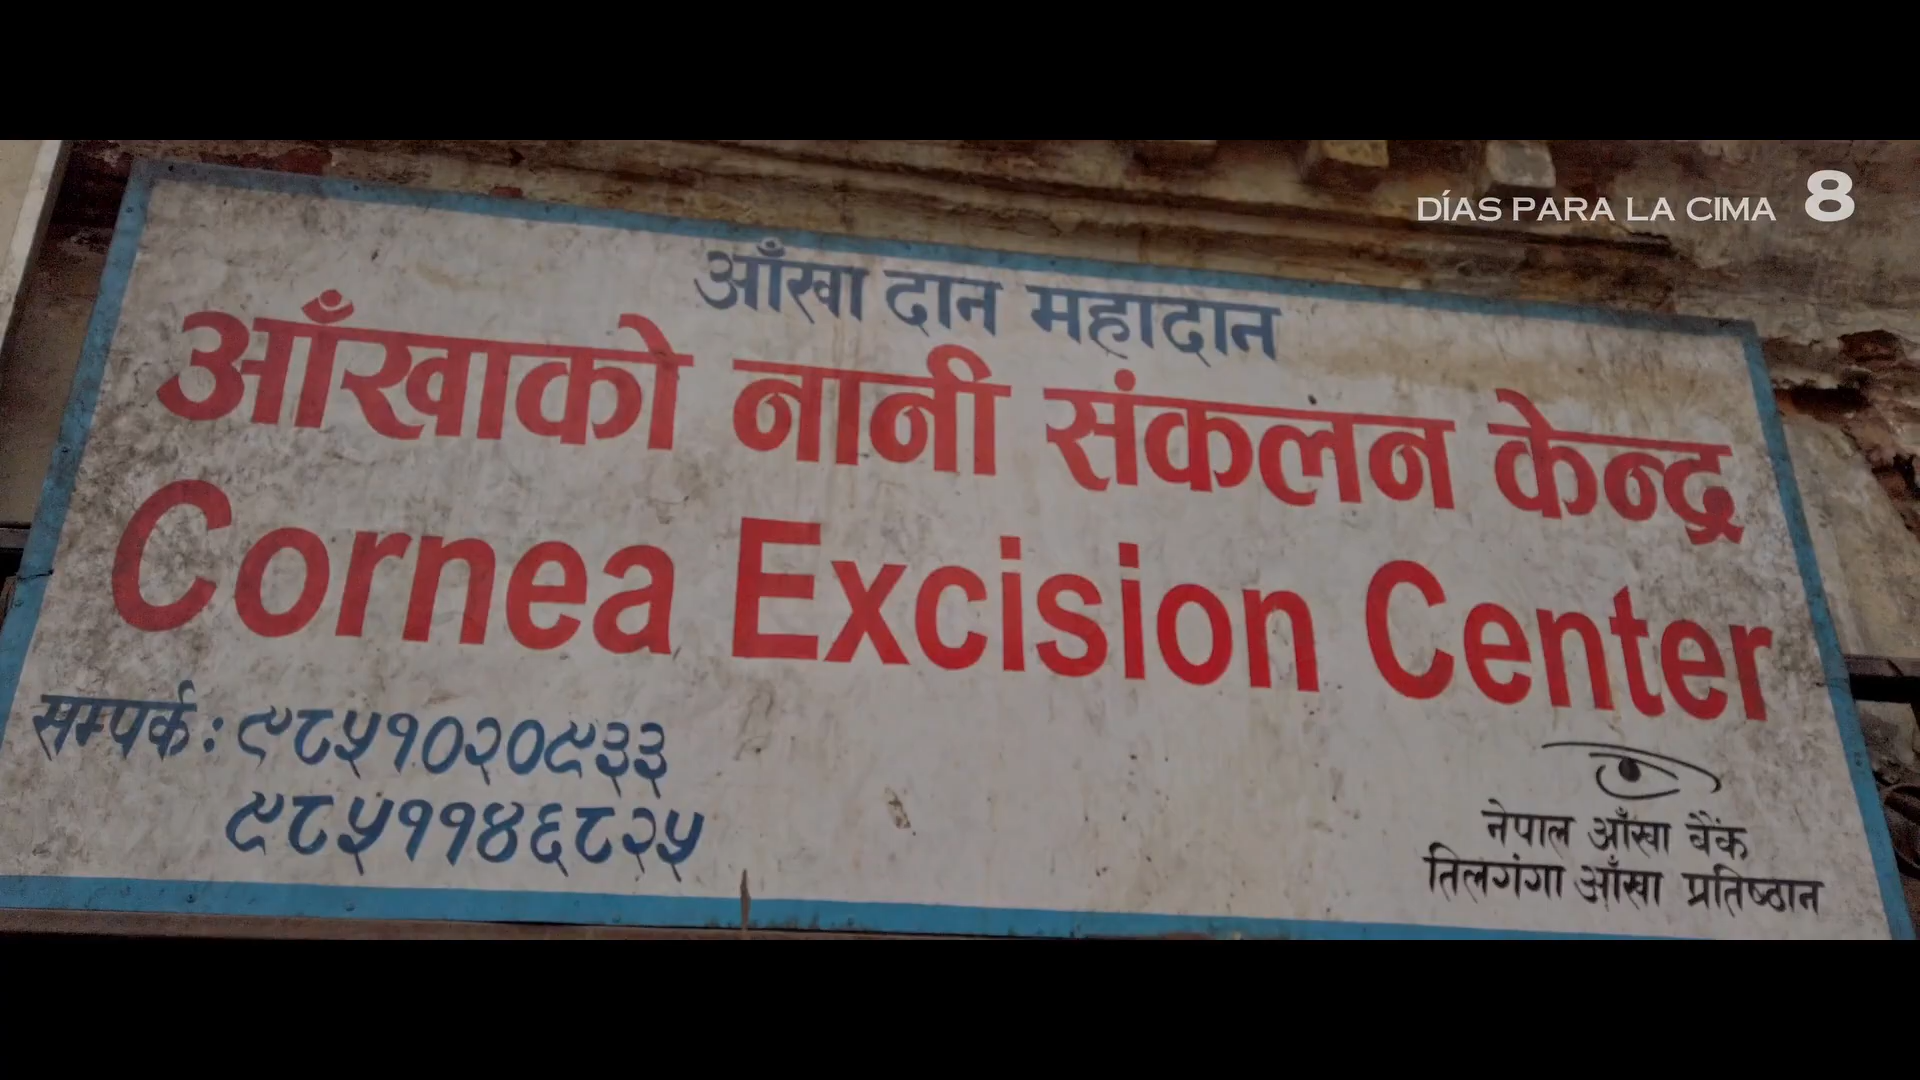 DÍAS PARA LA CIMA 8
आँखा दान महादान
आँखाको नानी संकलन केन्द्र
Cornea Excision Center
सम्पर्क : ९८५१०२०९३३
९८५११४६८२५
नेपाल आँखा बैंक
तिलगंगा आँखा प्रतिष्ठान